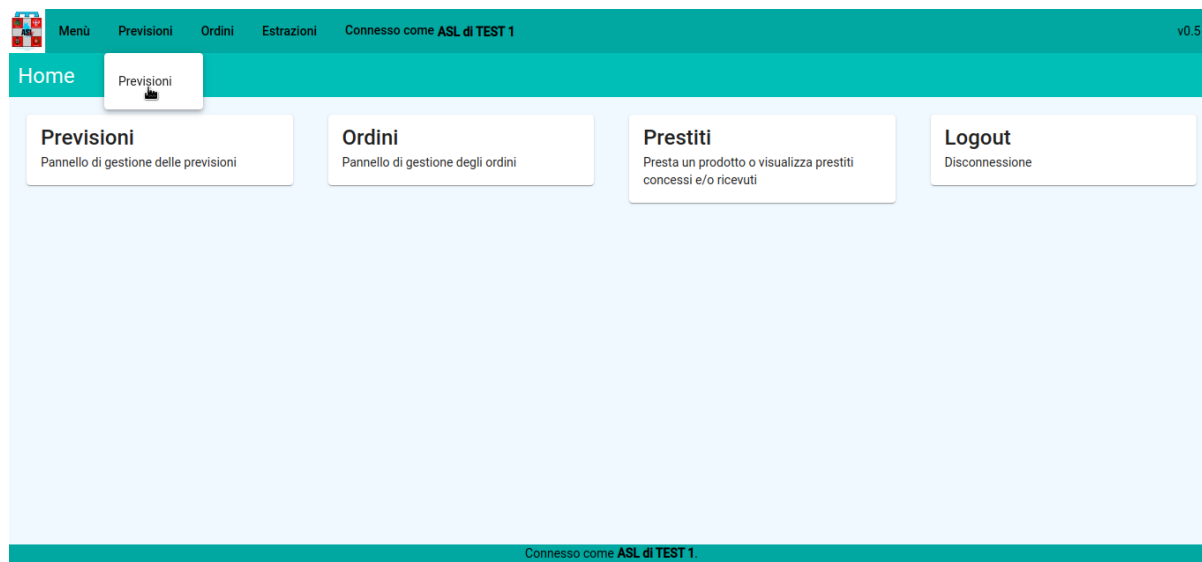 ASL
Menù Previsioni Ordini Estrazioni Connesso come ASL di TEST 1 v0.5
Home
Previsioni
Previsioni
Pannello di gestione delle previsioni
Ordini
Pannello di gestione degli ordini
Prestiti
Presta un prodotto o visualizza prestiti
concessi e/o ricevuti
Logout
Disconnessione
Connesso come ASL di TEST 1.